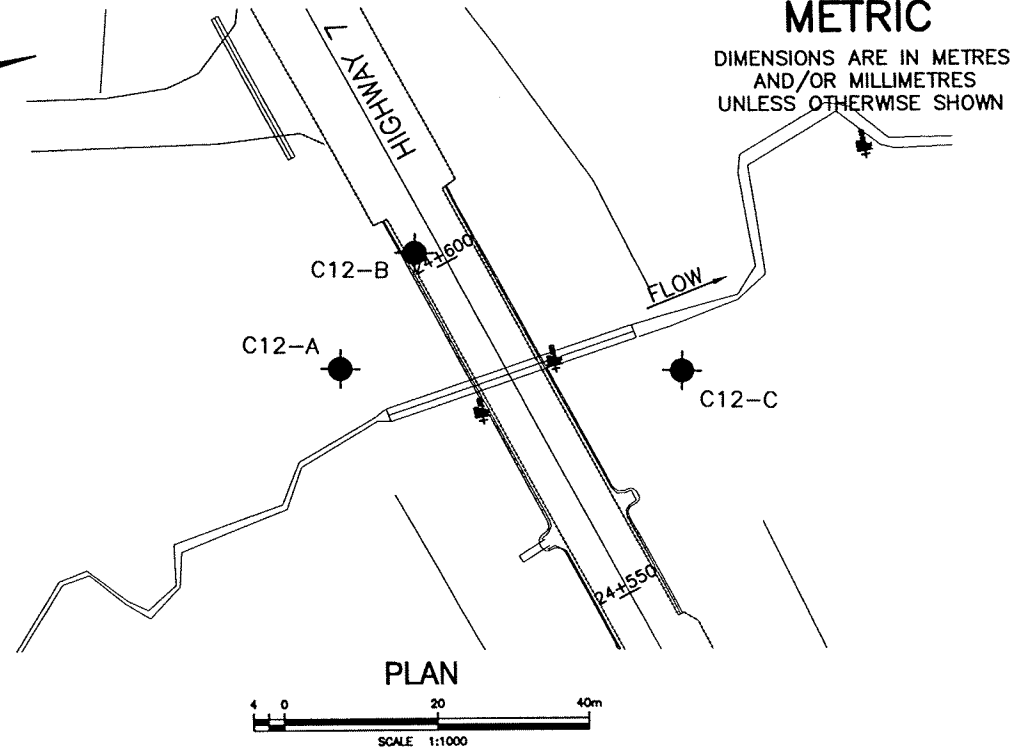 METRIC
DIMENSIONS ARE IN METRES
AND/OR MILLIMETRES
UNLESS OTHERWISE SHOWN
HIGHWAY 7
C12-B
24+600
FLOW
C12-A
C12-C
24+550
PLAN
4 0 20 40m
SCALE 1:1000